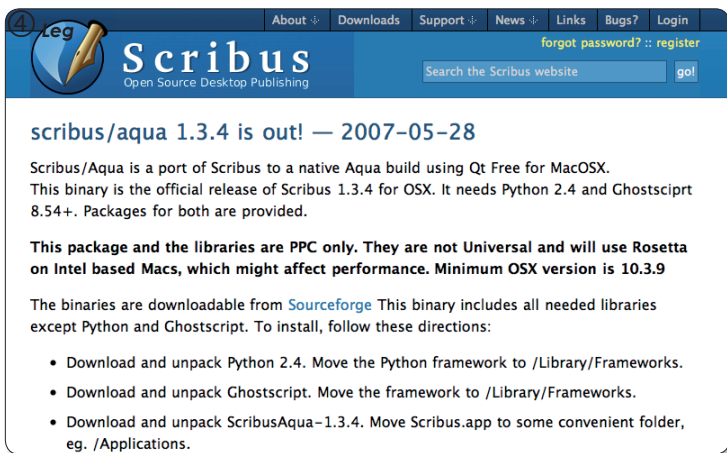 ④ Leg
About Downloads Support News Links Bugs? Login
forgot password? :: register
Scribus
Open Source Desktop Publishing
Search the Scribus website go!
scribus/aqua 1.3.4 is out! — 2007-05-28
Scribus/Aqua is a port of Scribus to a native Aqua build using Qt Free for MacOSX.
This binary is the official release of Scribus 1.3.4 for OSX. It needs Python 2.4 and Ghostsciprt
8.54+. Packages for both are provided.
This package and the libraries are PPC only. They are not Universal and will use Rosetta
on Intel based Macs, which might affect performance. Minimum OSX version is 10.3.9
The binaries are downloadable from Sourceforge This binary includes all needed libraries
except Python and Ghostscript. To install, follow these directions:
• Download and unpack Python 2.4. Move the Python framework to /Library/Frameworks.
• Download and unpack Ghostscript. Move the framework to /Library/Frameworks.
• Download and unpack ScribusAqua-1.3.4. Move Scribus.app to some convenient folder,
eg. /Applications.